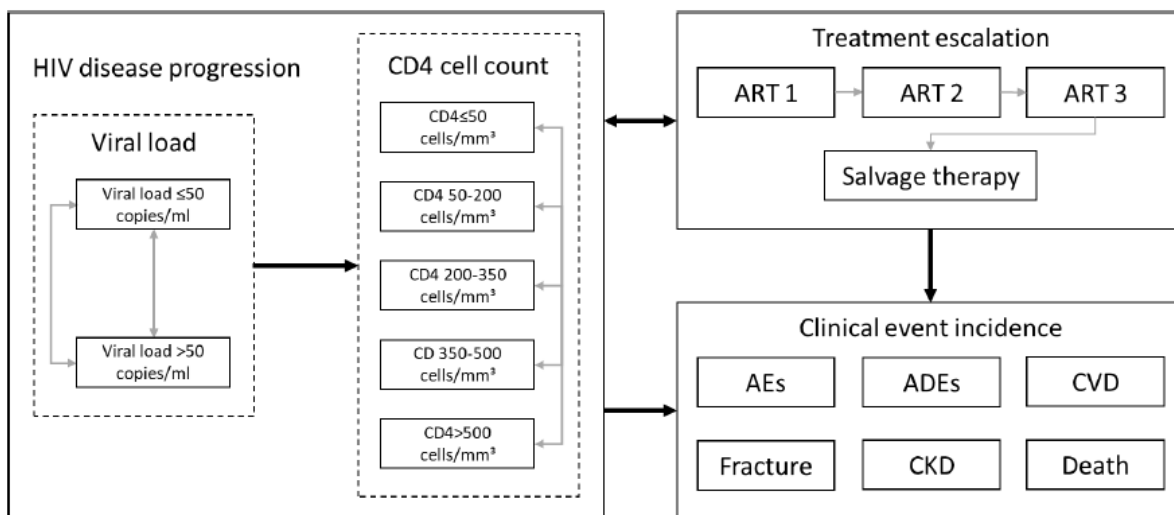 HIV disease progression
Viral load
Viral load ≤50
copies/ml
Viral load >50
copies/ml
CD4 cell count
CD4≤50
cells/mm³
CD4 50-200
cells/mm³
CD4 200-350
cells/mm³
CD 350-500
cells/mm³
CD4>500
cells/mm³
Treatment escalation
ART 1
ART 2
ART 3
Salvage therapy
Clinical event incidence
AEs
ADEs
CVD
Fracture
CKD
Death